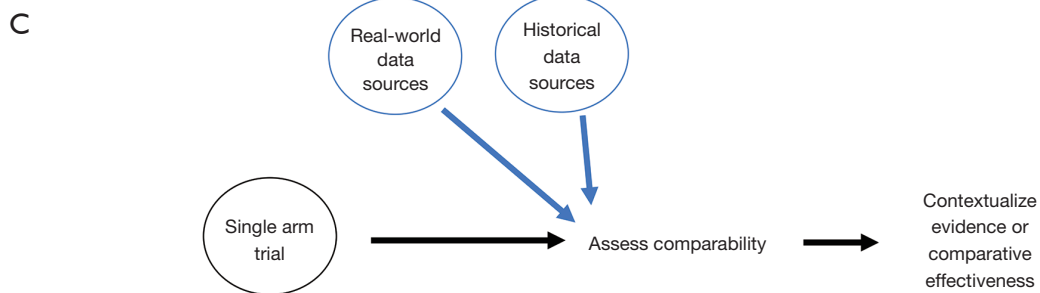 C
Real-world
data
sources
Historical
data
sources
Single arm
trial
Assess comparability
Contextualize
evidence or
comparative
effectiveness